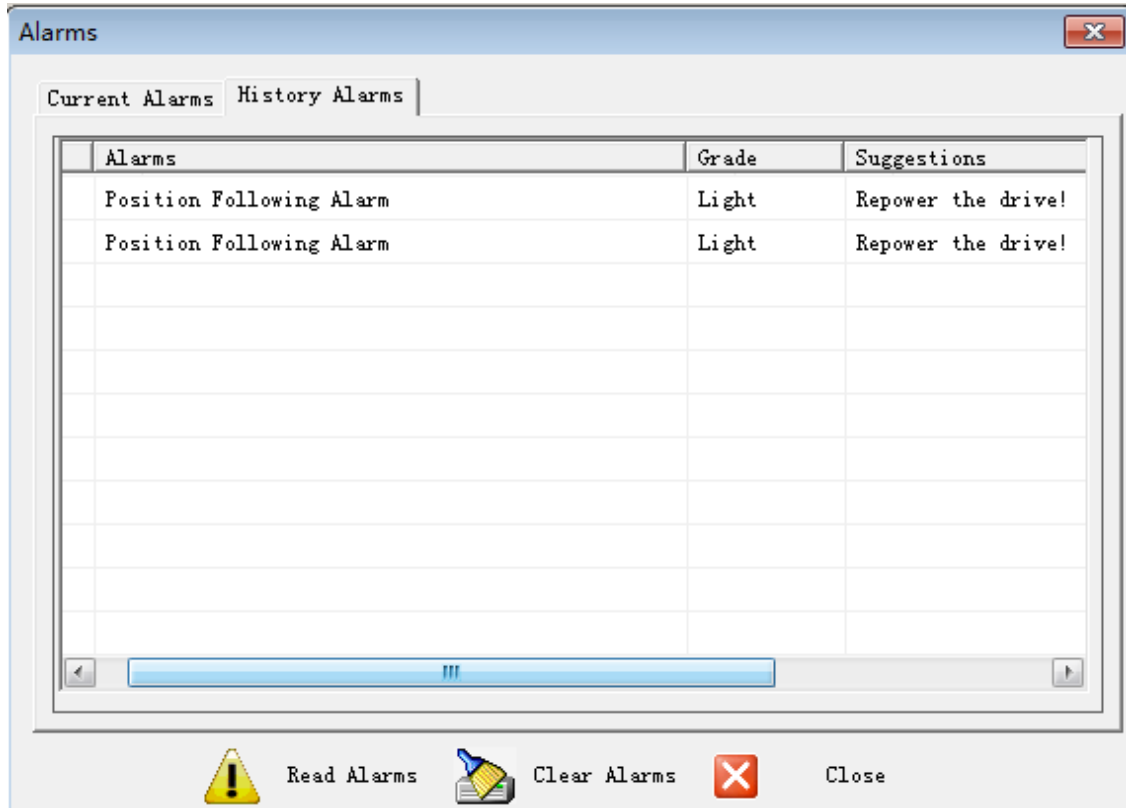 Alarms
Current Alarms History Alarms
Alarms Grade Suggestions
Position Following Alarm Light Repower the drive!
Position Following Alarm Light Repower the drive!
Read Alarms Clear Alarms Close